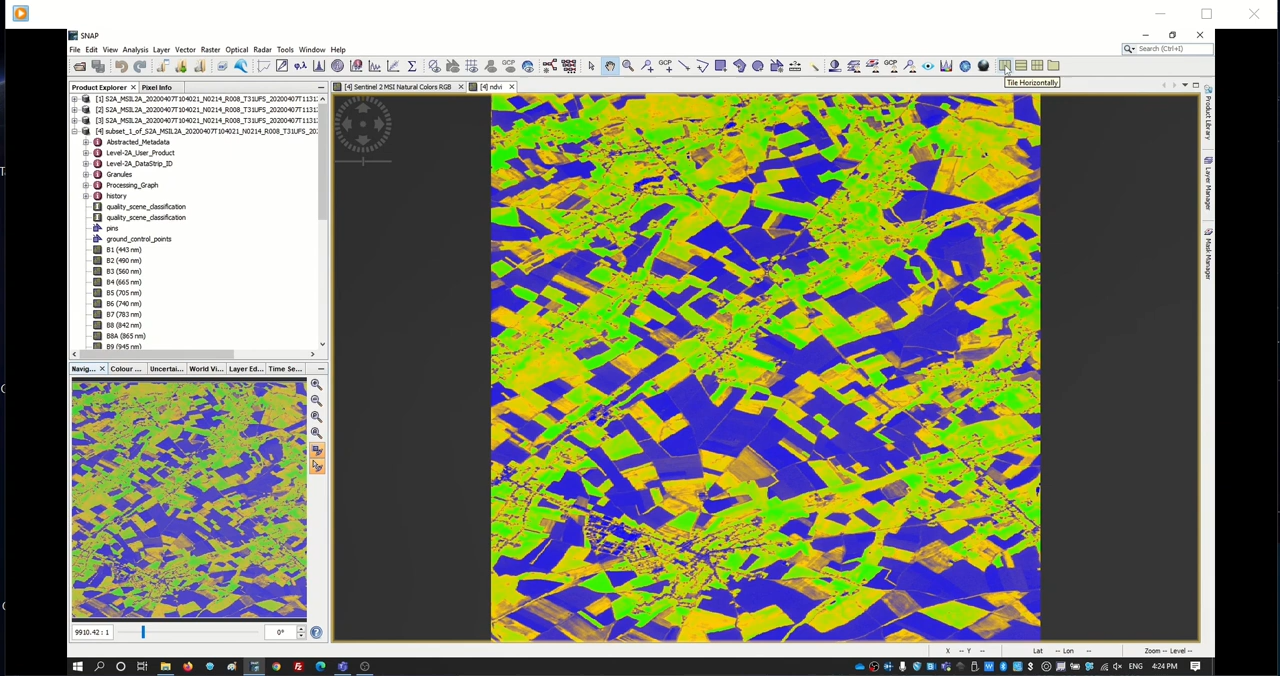 SNAP
File Edit View Analysis Layer Vector Raster Optical Radar Tools Window Help
Search (Ctrl+I)
GCP
GCP
GCP
Tile Horizontally
Product Explorer Pixel Info
[4] Sentinel 2 MSI Natural Colors RGB
[4] ndvi
[1] S2A_MSIL2A_20200407T104021_N0214_R008_T31UFS_20200407T1131
[2] S2A_MSIL2A_20200407T104021_N0214_R008_T31UFS_20200407T1131
[3] S2A_MSIL2A_20200407T104021_N0214_R008_T31UFS_20200407T1131
[4] subset_1_of_S2A_MSIL2A_20200407T104021_N0214_R008_T31UFS_20
Abstracted_Metadata
Level-2A_User_Product
Level-2A_DataStrip_ID
Granules
Processing_Graph
history
quality_scene_classification
quality_scene_classification
pins
ground_control_points
B1 (443 nm)
B2 (490 nm)
B3 (560 nm)
B4 (665 nm)
B5 (705 nm)
B6 (740 nm)
B7 (783 nm)
B8 (842 nm)
B8A (865 nm)
B9 (945 nm)
Navig... Colour ... Uncertai... World Vi... Layer Ed... Time Se...
9910.42 : 1
0°
Product Library
Layer Manager
Mask Manager
X -- Y -- Lat -- Lon -- Zoom -- Level --
ENG 4:24 PM